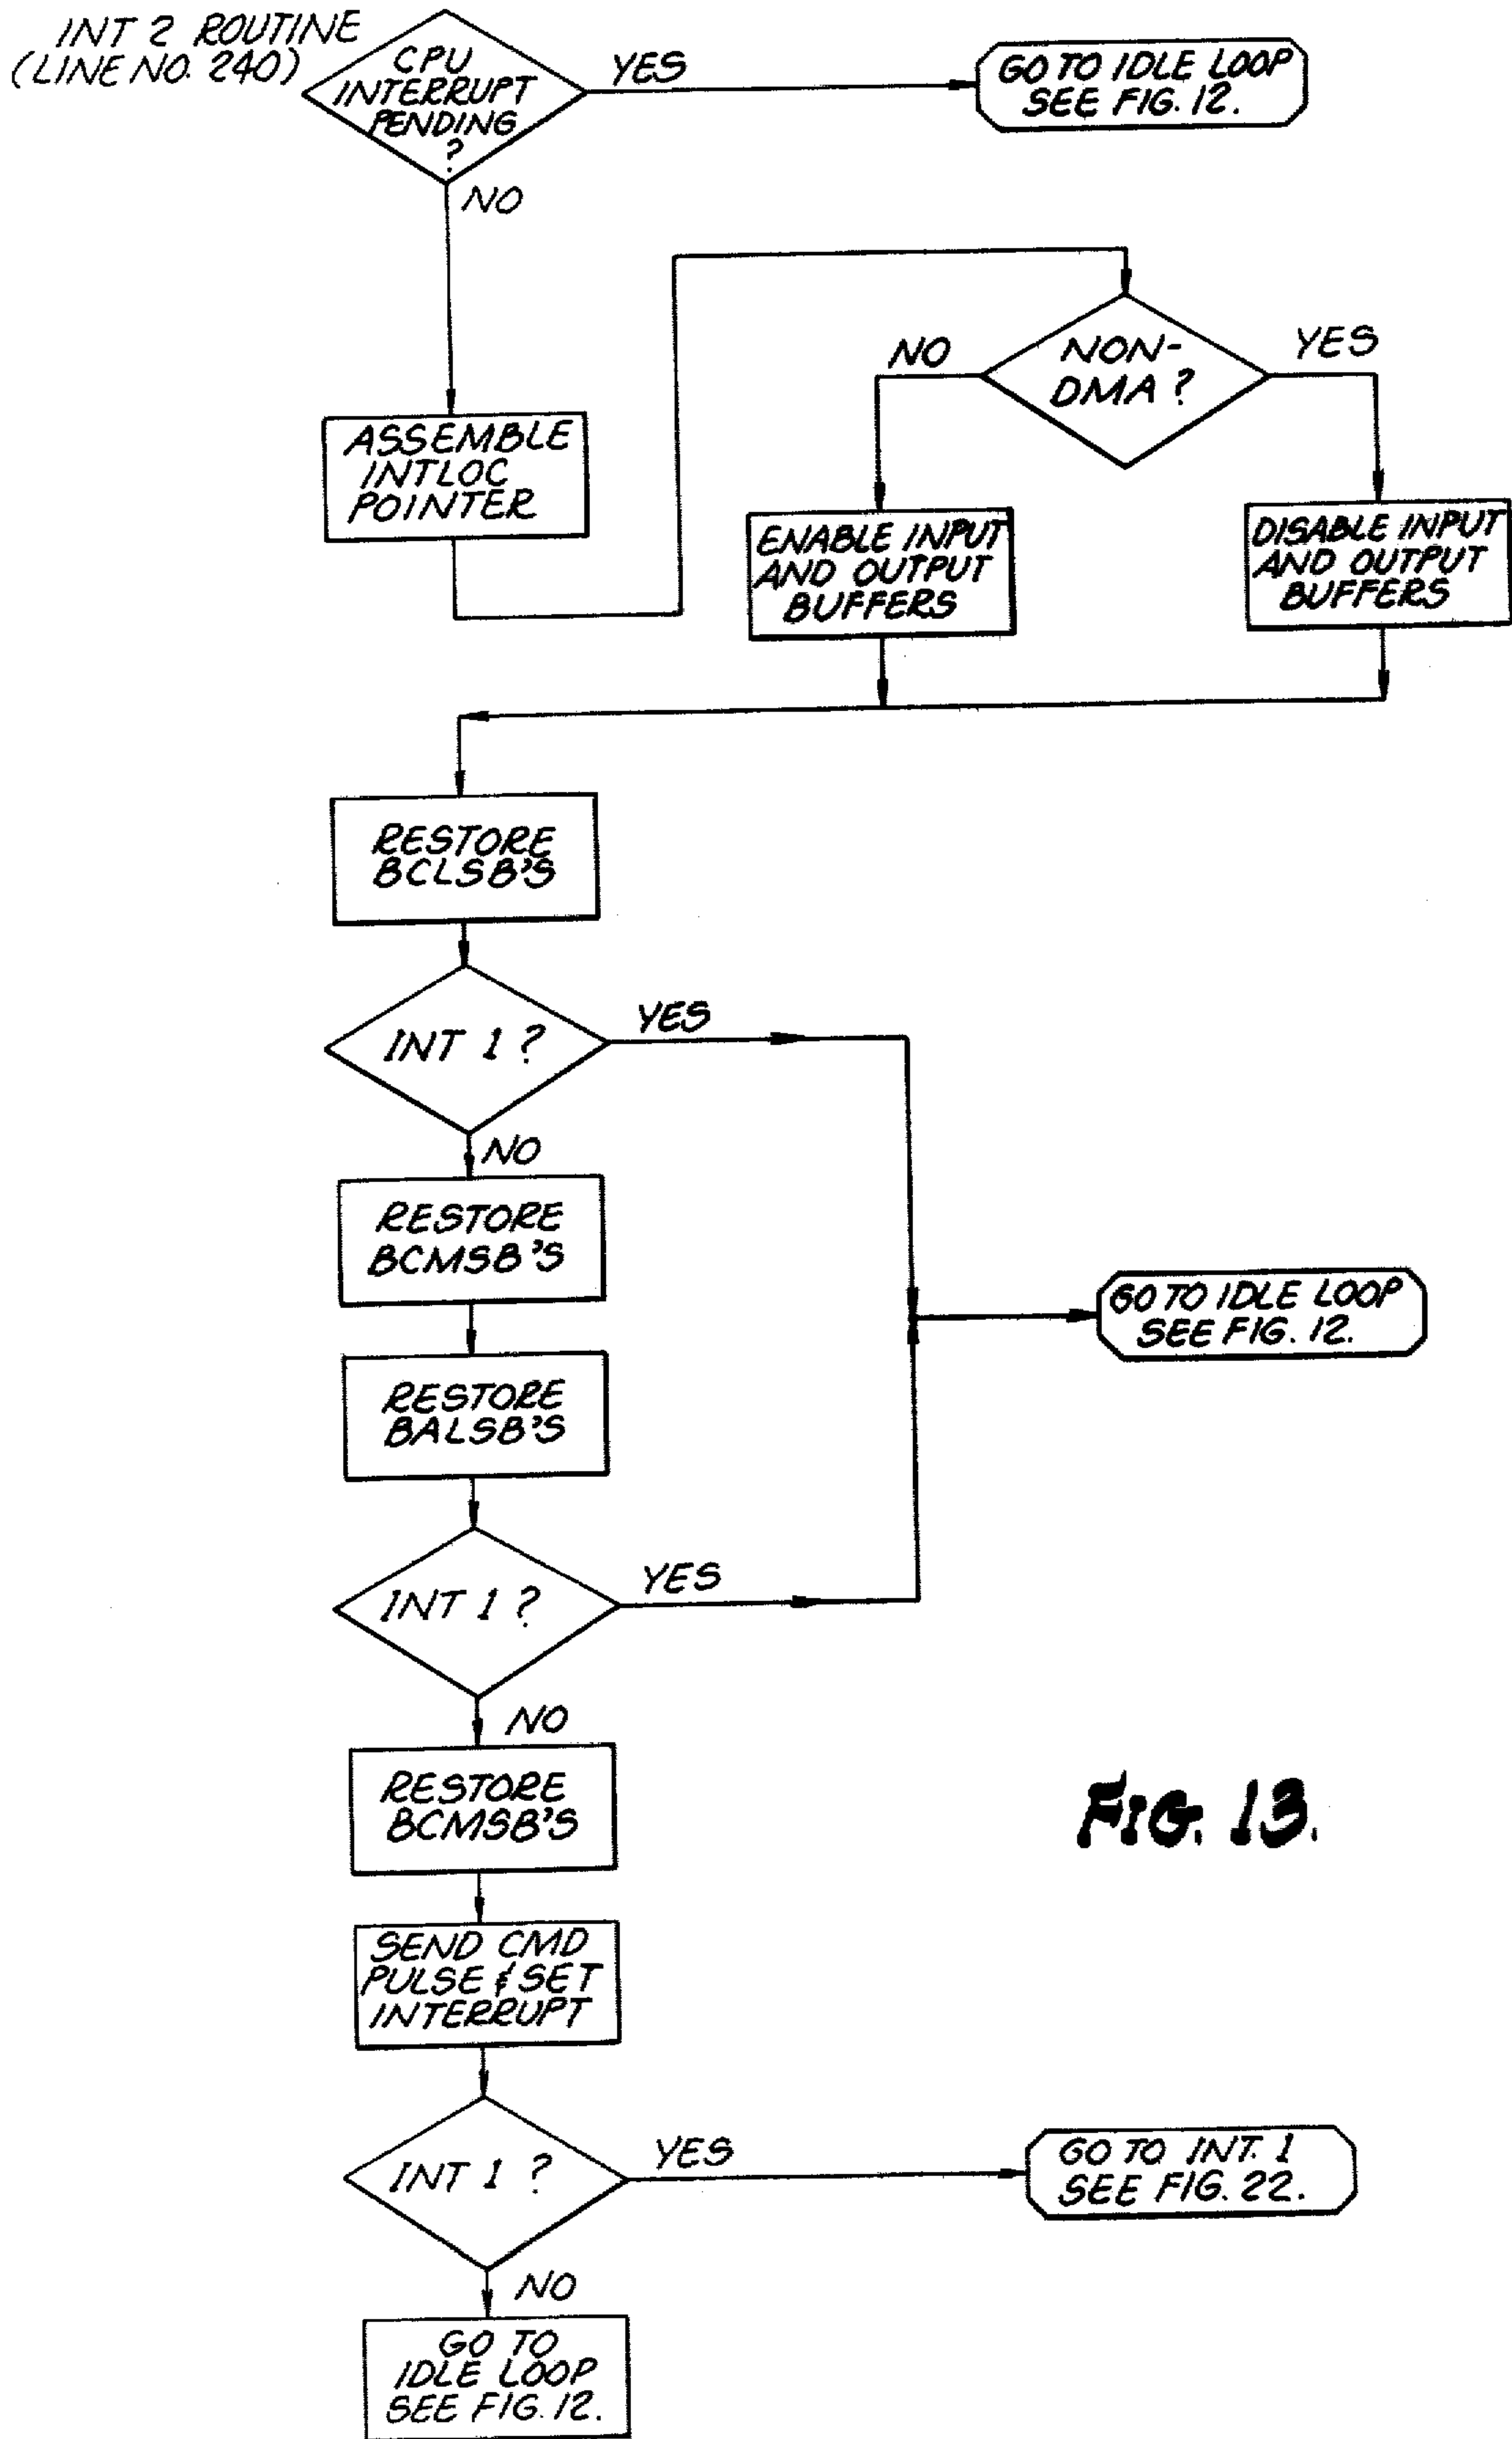 INT 2 ROUTINE
(LINE NO. 240)
CPU
INTERRUPT
PENDING
?
YES
GO TO IDLE LOOP
SEE FIG. 12.
NO
ASSEMBLE
INTLOC
POINTER
NON-
DMA ?
NO
YES
ENABLE INPUT
AND OUTPUT
BUFFERS
DISABLE INPUT
AND OUTPUT
BUFFERS
RESTORE
BCLSB'S
INT 1 ?
YES
NO
RESTORE
BCMSB'S
GO TO IDLE LOOP
SEE FIG. 12.
RESTORE
BALSB'S
INT 1 ?
YES
NO
RESTORE
BCMSB'S
FIG. 13.
SEND CMD
PULSE & SET
INTERRUPT
INT 1 ?
YES
GO TO INT. 1
SEE FIG. 22.
NO
GO TO
IDLE LOOP
SEE FIG. 12.